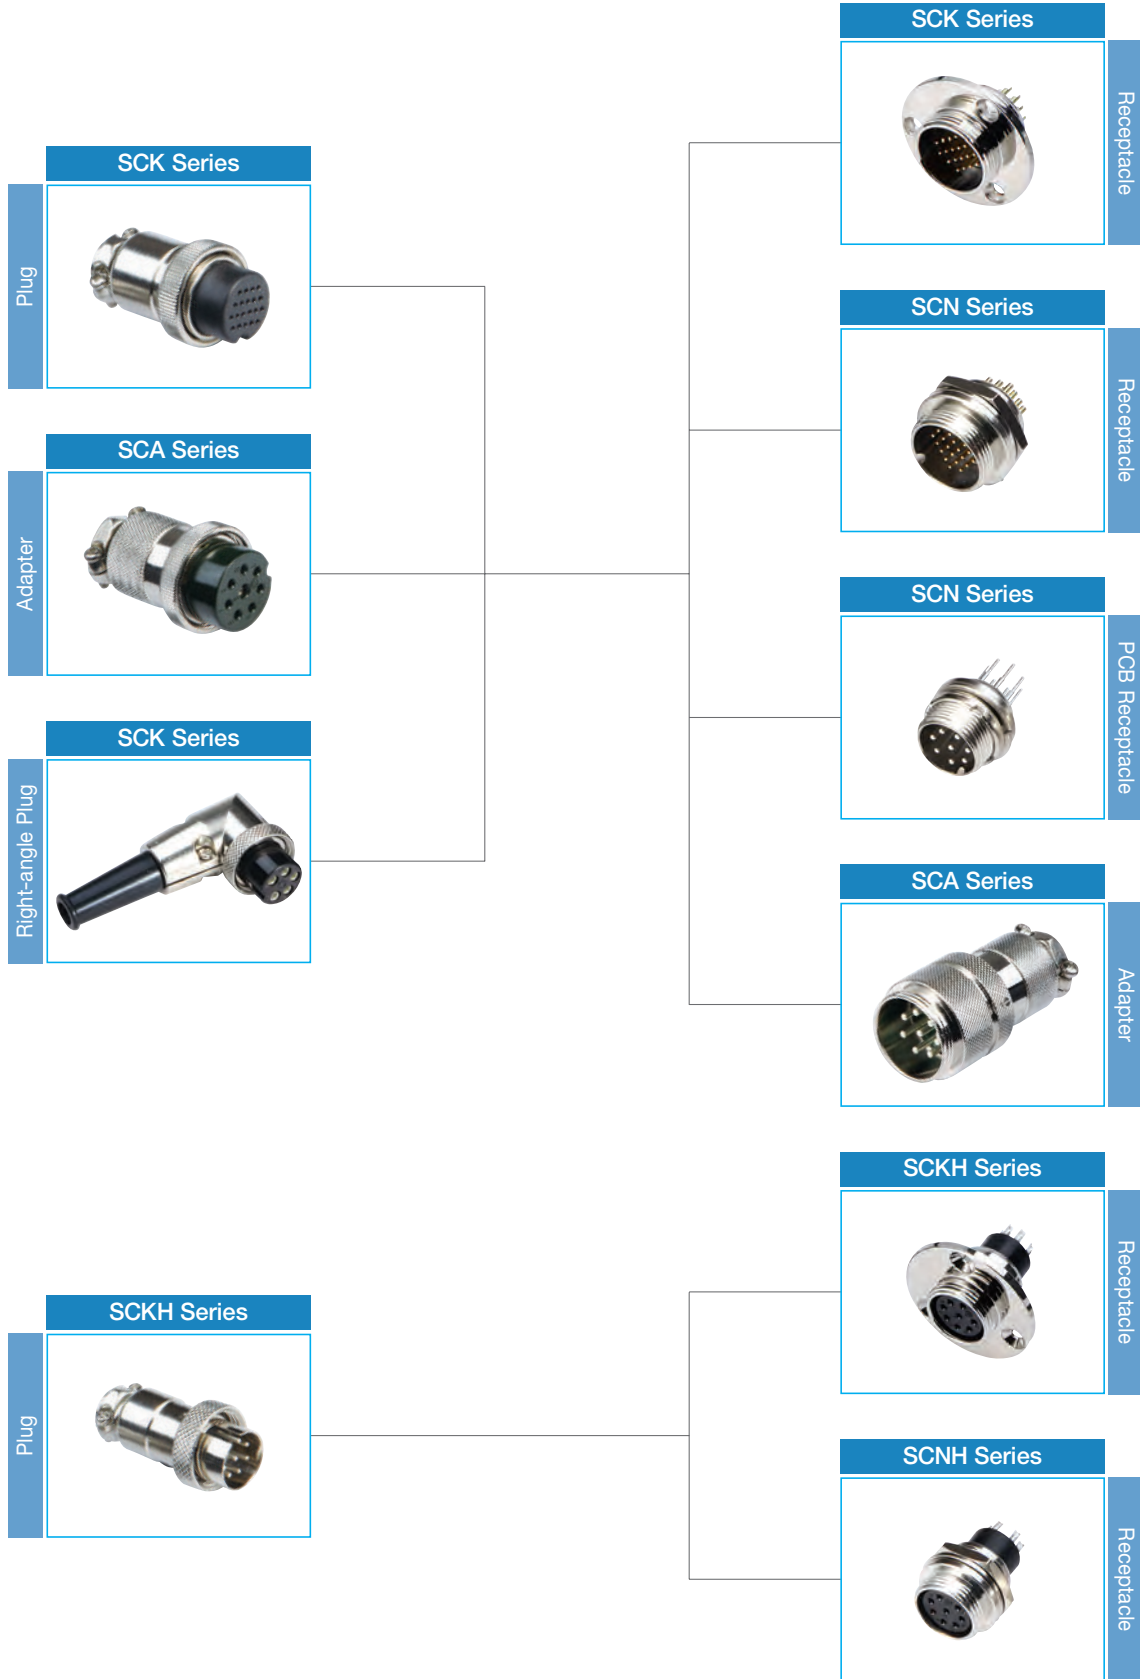 SCK Series
Receptacle
SCK Series
Plug
SCN Series
Receptacle
SCA Series
Adapter
SCN Series
PCB Receptacle
SCK Series
Right-angle Plug
SCA Series
Adapter
SCKH Series
Receptacle
SCKH Series
Plug
SCNH Series
Receptacle